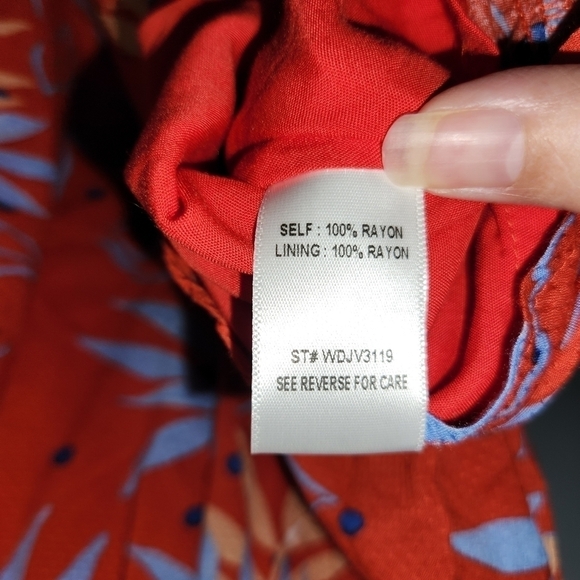 SELF : 100% RAYON
LINING : 100% RAYON
ST# WDJV3119
SEE REVERSE FOR CARE